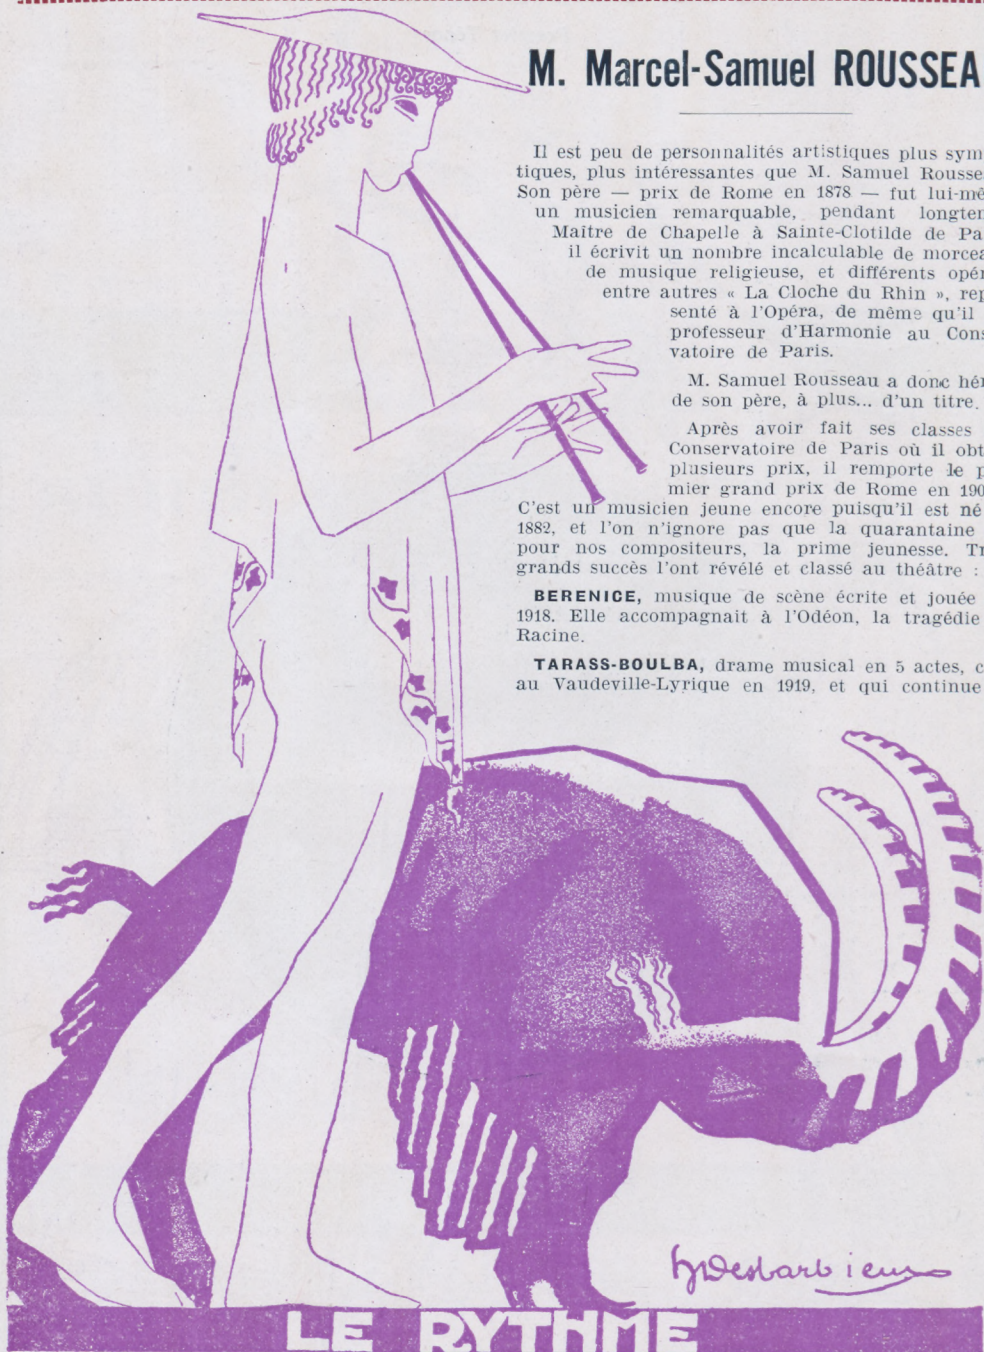 M. Marcel-Samuel ROUSSEA
Il est peu de personnalités artistiques plus sym
tiques, plus intéressantes que M. Samuel Rousse
Son père — prix de Rome en 1878 — fut lui-mê
un musicien remarquable, pendant longte
Maître de Chapelle à Sainte-Clotilde de Pa
il écrivit un nombre incalculable de morcea
de musique religieuse, et différents opér
entre autres « La Cloche du Rhin », rep
senté à l'Opéra, de même qu'il
professeur d'Harmonie au Cons
vatoire de Paris.
M. Samuel Rousseau a donc hér
de son père, à plus... d'un titre.
Après avoir fait ses classes
Conservatoire de Paris où il obt
plusieurs prix, il remporte le p
mier grand prix de Rome en 190
C'est un musicien jeune encore puisqu'il est né
1882, et l'on n'ignore pas que la quarantaine
pour nos compositeurs, la prime jeunesse. Tr
grands succès l'ont révélé et classé au théâtre :
BERENICE, musique de scène écrite et jouée
1918. Elle accompagnait à l'Odéon, la tragédie
Racine.
TARASS-BOULBA, drame musical en 5 actes, c
au Vaudeville-Lyrique en 1919, et qui continue
LE RYTHME